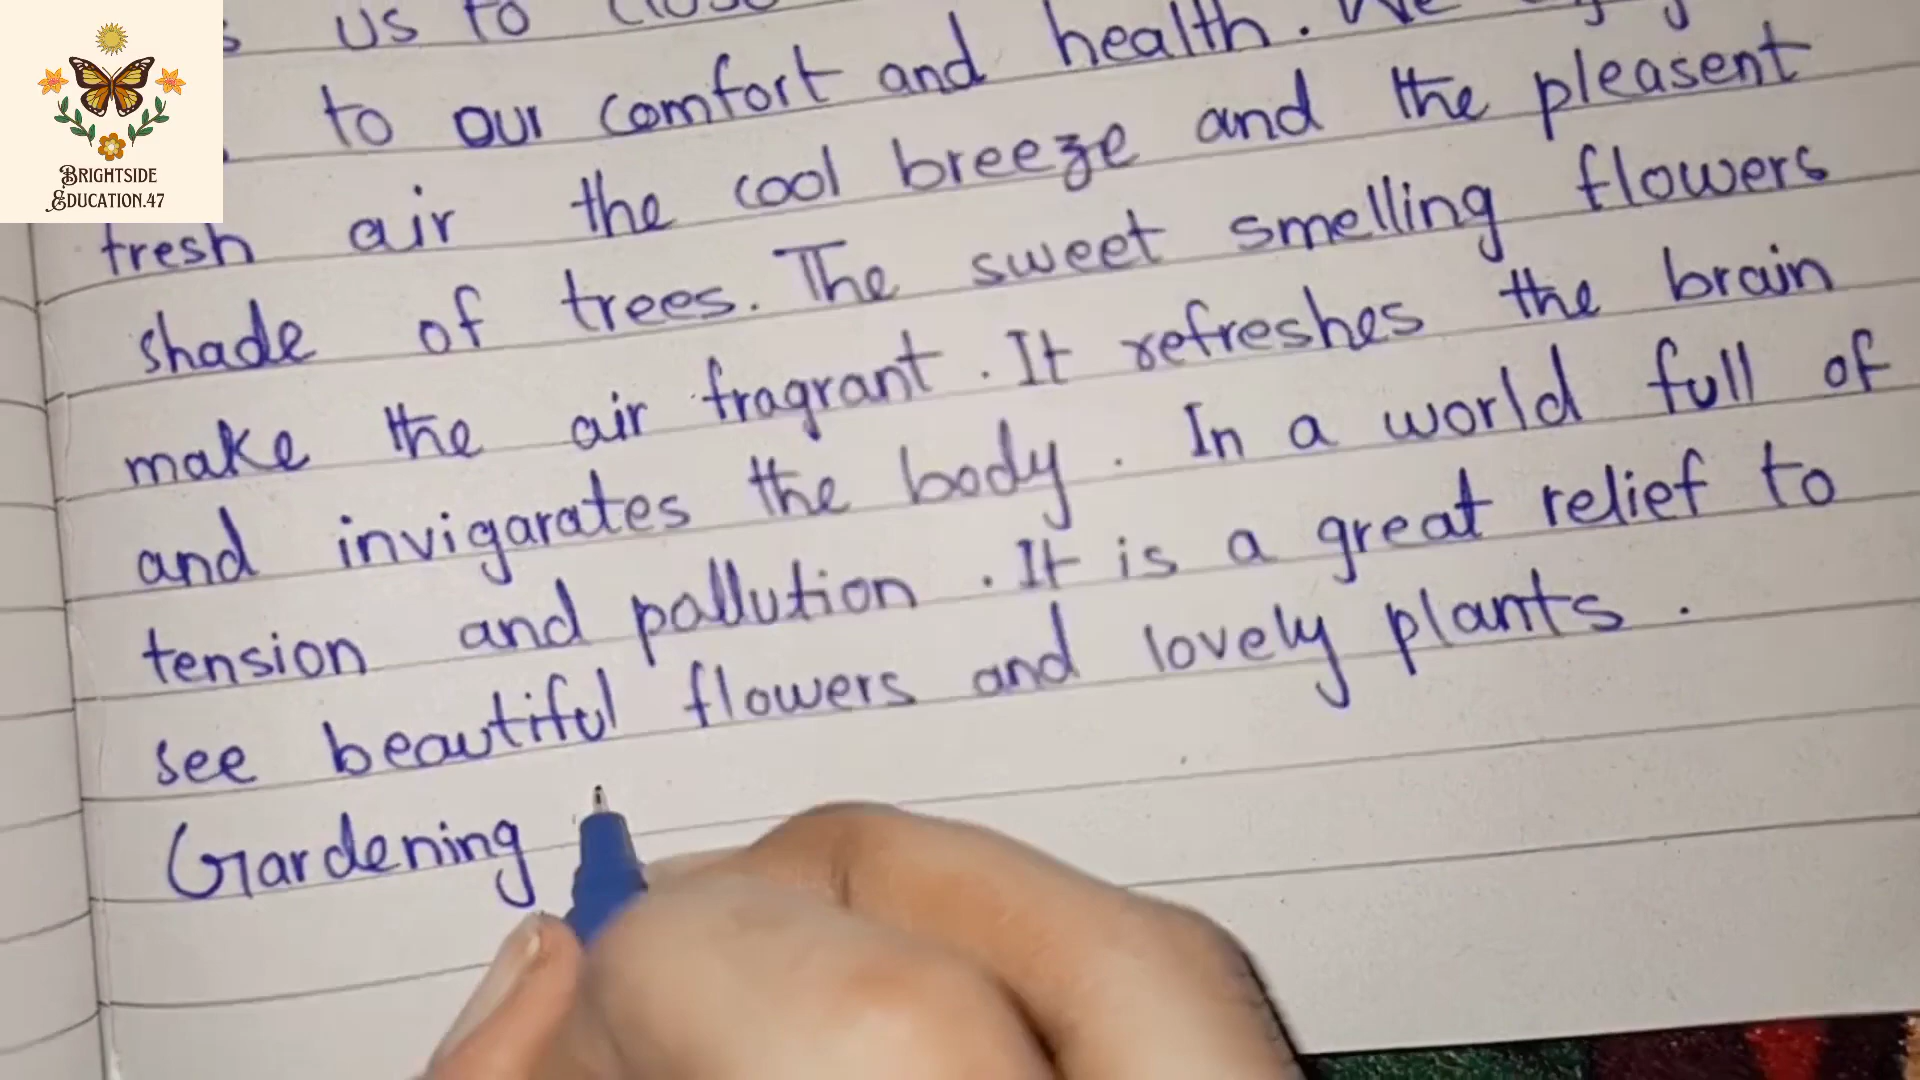 BRIGHTSIDE
EDUCATION.47
us to
to our comfort and health. We
fresh air the cool breeze and the pleasent
shade of trees. The sweet smelling flowers
make the air fragrant. It refreshes the brain
and invigarates the body. In a world full of
tension and pollution. It is a great relief to
see beautiful flowers and lovely plants.
Gardening